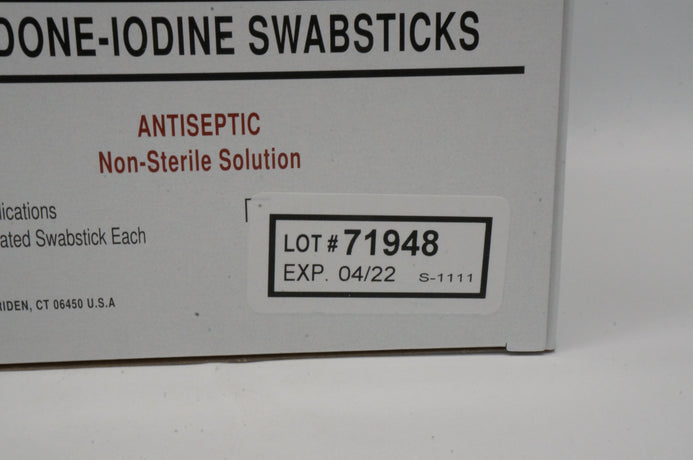 DONE-IODINE SWABSTICKS
ANTISEPTIC
Non-Sterile Solution
lications
ated Swabstick Each
RIDEN, CT 06450 U.S.A
LOT # 71948
EXP. 04/22 S-1111